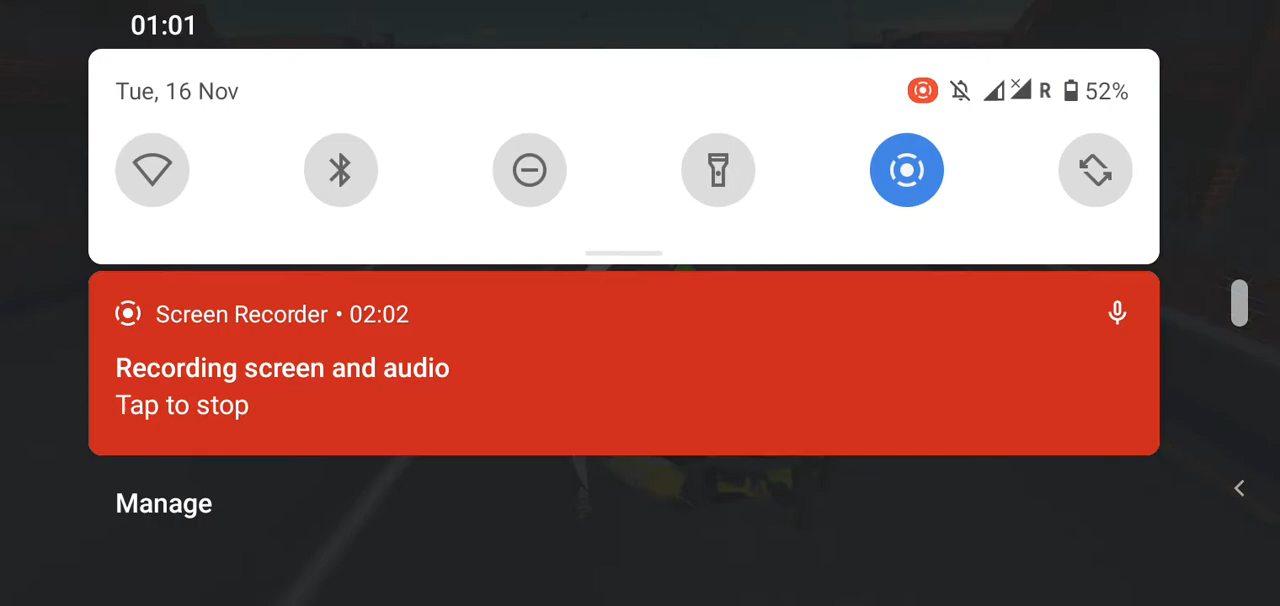 01:01
Tue, 16 Nov
R 52%
Screen Recorder • 02:02
Recording screen and audio
Tap to stop
Manage